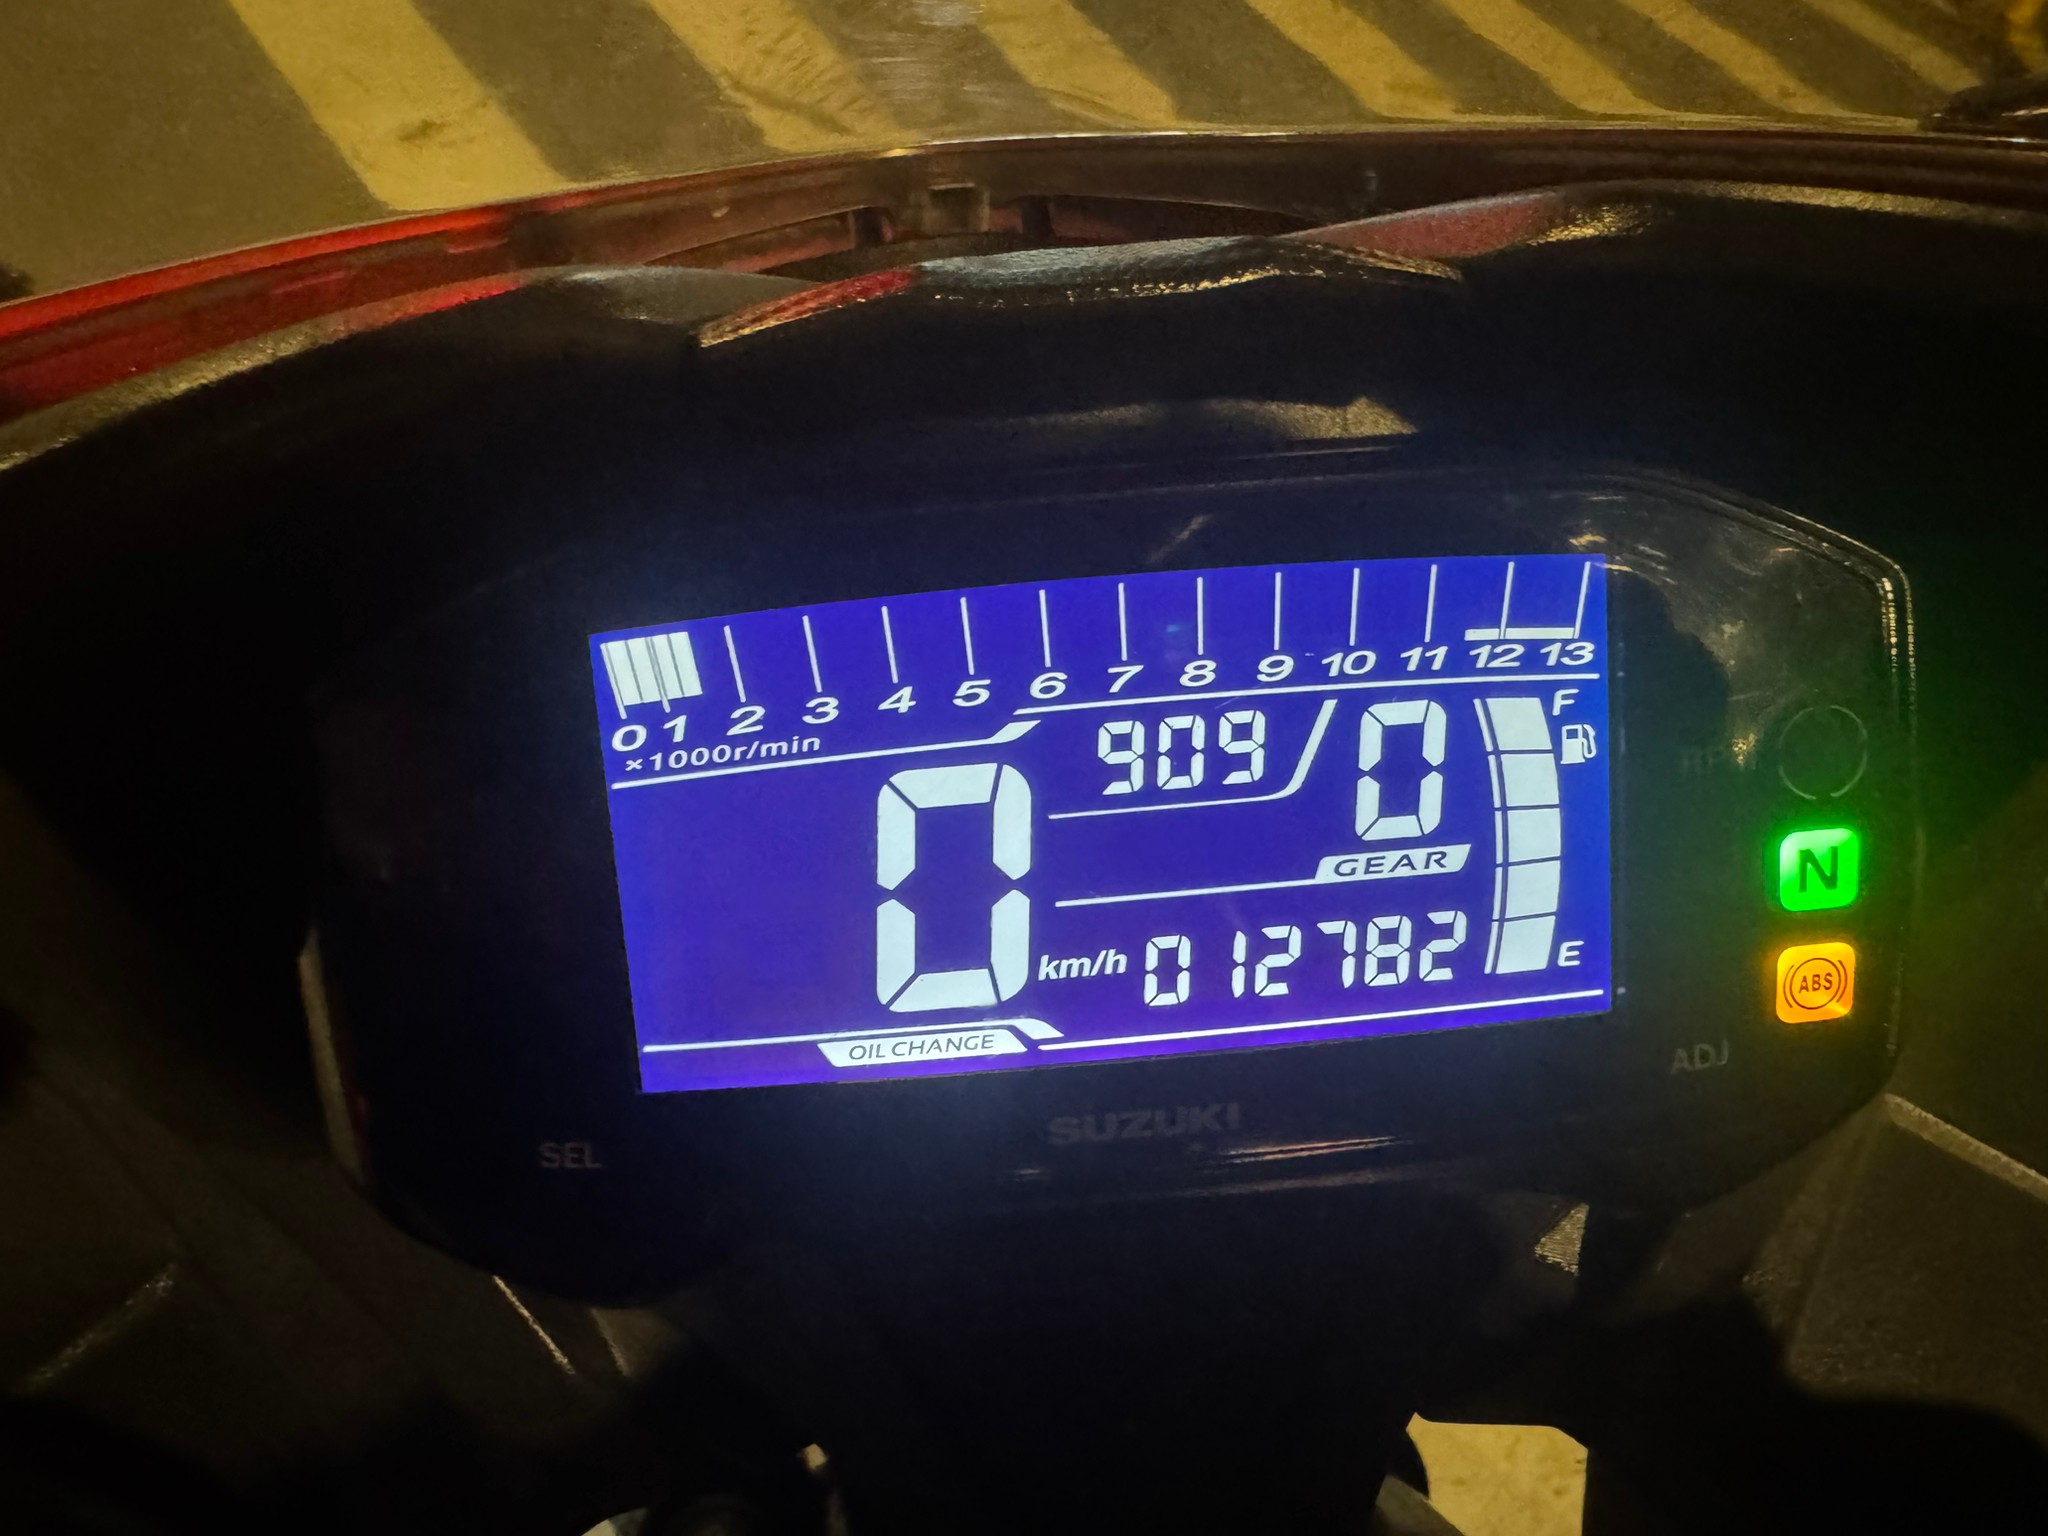 0 1 2 3 4 5 6 7 8 9 10 11 12 13
×1000r/min
909 0 F
GEAR
0 km/h 012782 E
OIL CHANGE
N
ABS
ADJ
SUZUKI
SEL